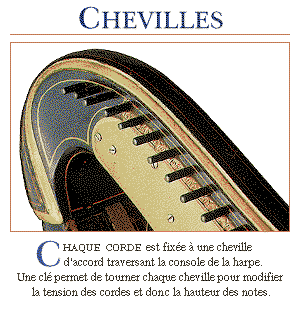 CHEVILLES
CHAQUE CORDE est fixée à une cheville
d'accord traversant la console de la harpe.
Une clé permet de tourner chaque cheville pour modifier
la tension des cordes et donc la hauteur des notes.